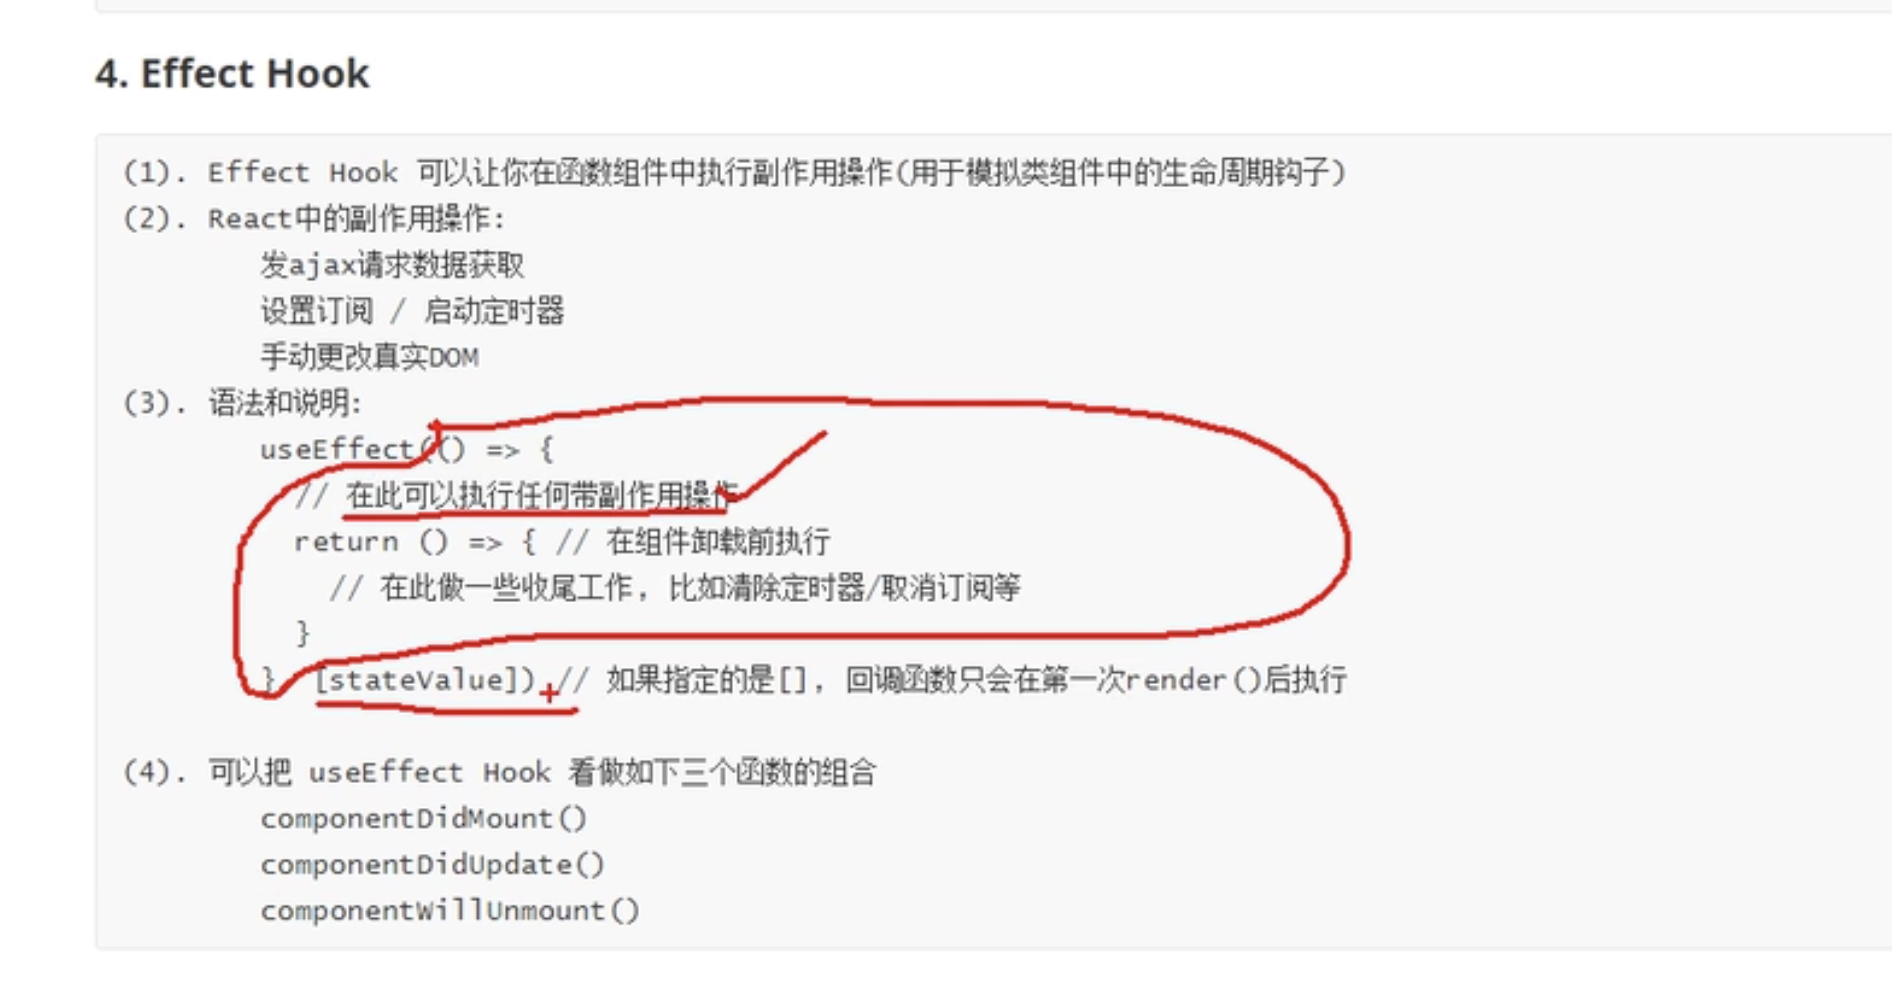 4. Effect Hook
(1). Effect Hook 可以让你在函数组件中执行副作用操作(用于模拟类组件中的生命周期钩子)
(2). React中的副作用操作:
发ajax请求数据获取
设置订阅 / 启动定时器
手动更改真实DOM
(3). 语法和说明:
useEffect(() => {
// 在此可以执行任何带副作用操作
return () => { // 在组件卸载前执行
// 在此做一些收尾工作, 比如清除定时器/取消订阅等
}
} [stateValue]) // 如果指定的是[], 回调函数只会在第一次render()后执行
(4). 可以把 useEffect Hook 看做如下三个函数的组合
componentDidMount()
componentDidUpdate()
componentWillUnmount()